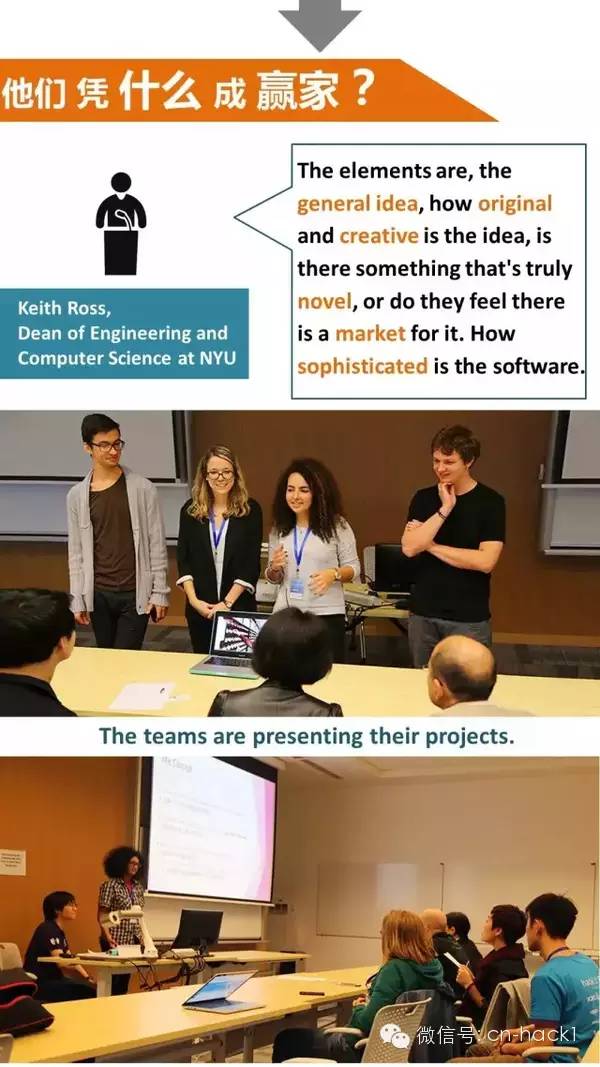 他们 凭 什么 成 赢家？
The elements are, the
general idea, how original
and creative is the idea, is
there something that's truly
novel, or do they feel there
is a market for it. How
sophisticated is the software.
Keith Ross,
Dean of Engineering and
Computer Science at NYU
The teams are presenting their projects.
微信号: cn-hack1